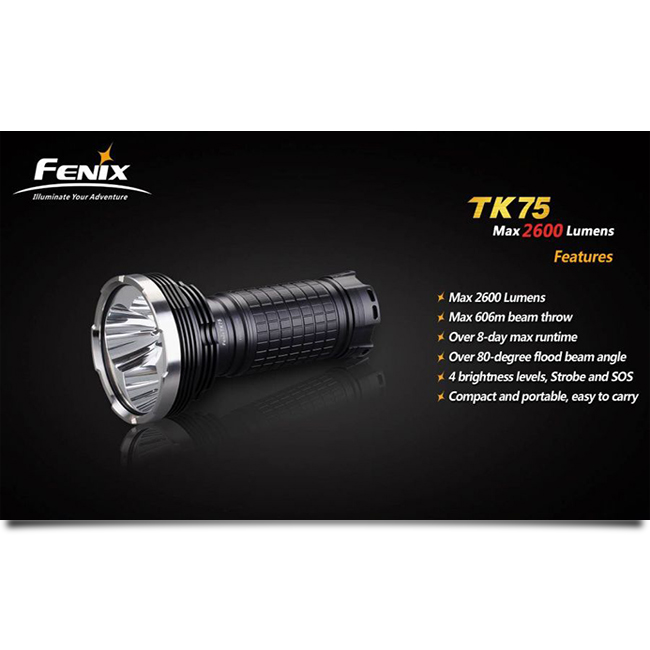 FENIX
Illuminate Your Adventure
TK75
Max 2600 Lumens
Features
Max 2600 Lumens
Max 606m beam throw
Over 8-day max runtime
Over 80-degree flood beam angle
4 brightness levels, Strobe and SOS
Compact and portable, easy to carry